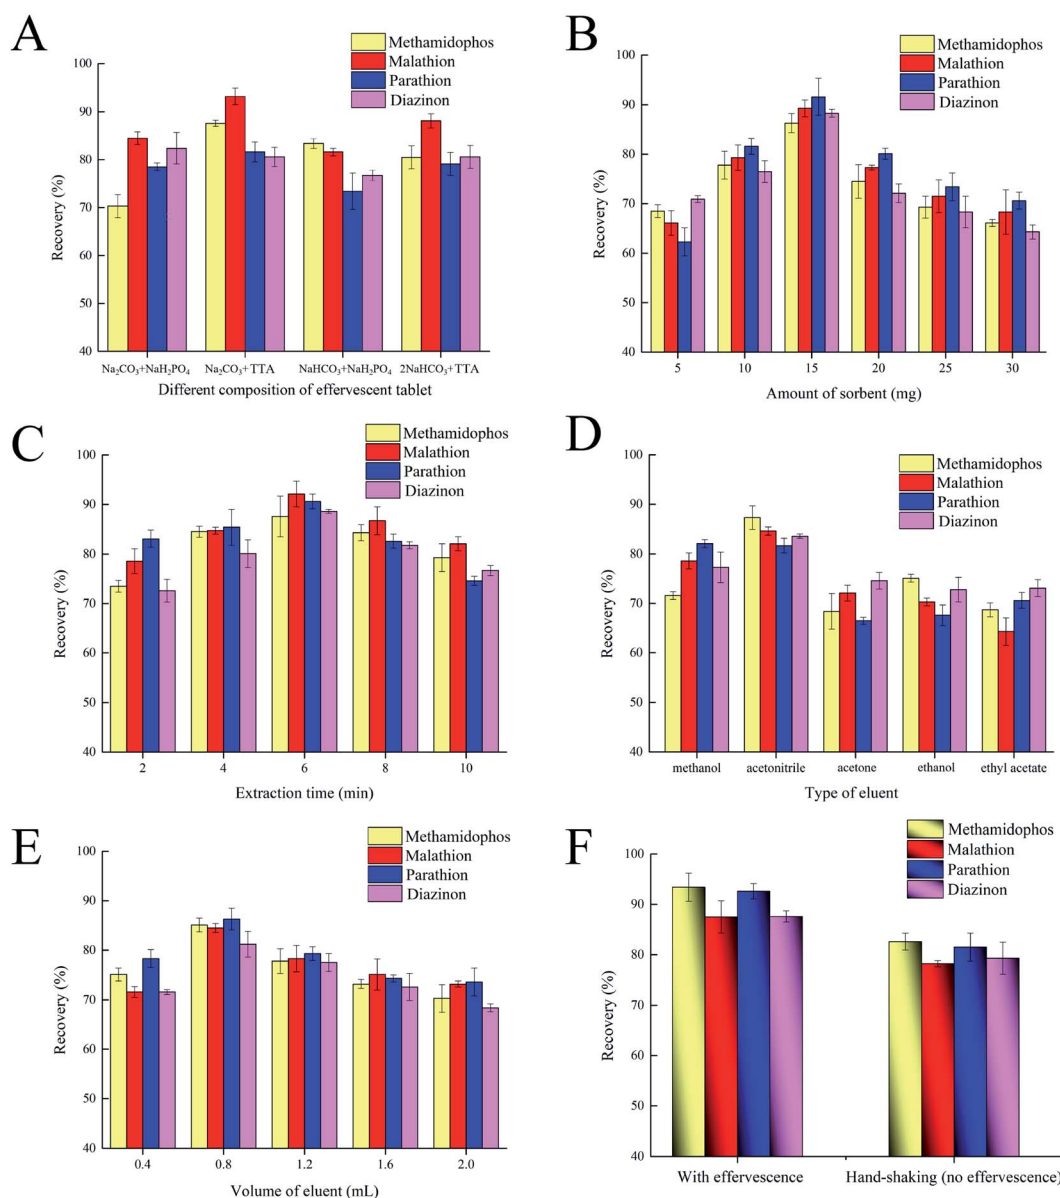 A
Methamidophos
Malathion
Parathion
Diazinon
100
90
80
70
60
50
40
Recovery (%)
Na₂CO₃+NaH₂PO₄ Na₂CO₃+TTA NaHCO₃+NaH₂PO₄ 2NaHCO₃+TTA
Different composition of effervescent tablet
B
Methamidophos
Malathion
Parathion
Diazinon
100
90
80
70
60
50
40
Recovery (%)
5 10 15 20 25 30
Amount of sorbent (mg)
C
Methamidophos
Malathion
Parathion
Diazinon
100
90
80
70
60
50
40
Recovery (%)
2 4 6 8 10
Extraction time (min)
D
Methamidophos
Malathion
Parathion
Diazinon
100
90
80
70
60
50
40
Recovery (%)
methanol acetonitrile acetone ethanol ethyl acetate
Type of eluent
E
Methamidophos
Malathion
Parathion
Diazinon
100
90
80
70
60
50
40
Recovery (%)
0.4 0.8 1.2 1.6 2.0
Volume of eluent (mL)
F
Methamidophos
Malathion
Parathion
Diazinon
100
90
80
70
60
50
40
Recovery (%)
With effervescence Hand-shaking (no effervescence)